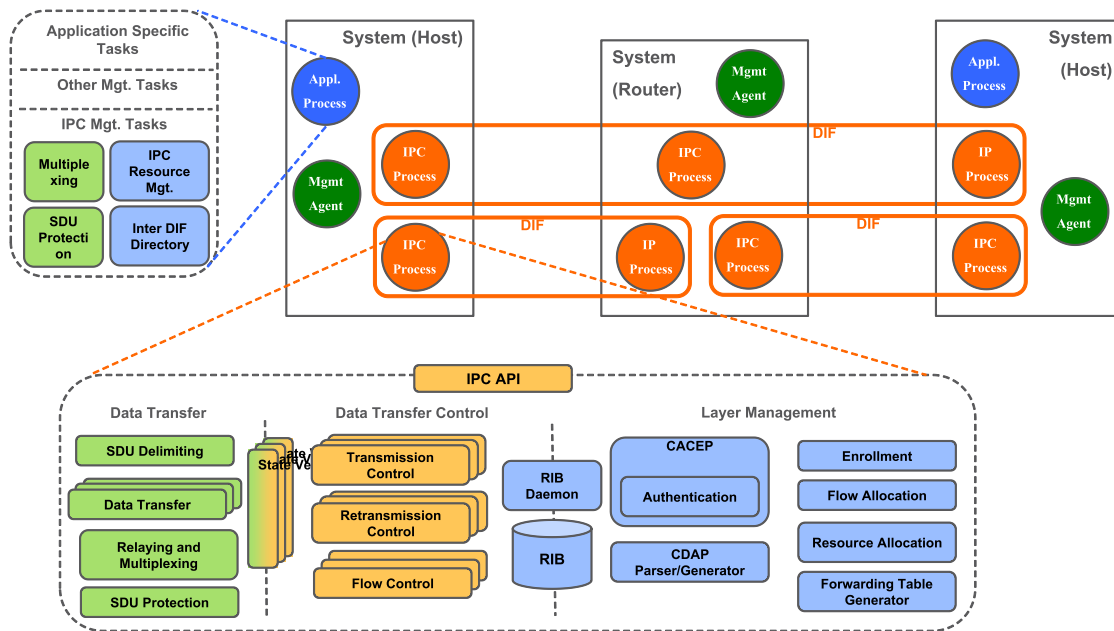 Application Specific
Tasks
Other Mgt. Tasks
IPC Mgt. Tasks
Multiple
xing
IPC
Resource
Mgt.
SDU
Protecti
on
Inter DIF
Directory
System (Host)
Appl.
Process
Mgmt
Agent
IPC
Process
IPC
Process
System
(Router)
Mgmt
Agent
IPC
Process
IP
Process
IPC
Process
System
(Host)
Appl.
Process
IP
Process
Mgmt
Agent
IPC
Process
DIF
DIF
DIF
IPC API
Data Transfer
SDU Delimiting
Data Transfer
Relaying and
Multiplexing
SDU Protection
ate
ate V
State Ve
Data Transfer Control
Transmission
Control
Retransmission
Control
Flow Control
RIB
Daemon
RIB
Layer Management
CACEP
Authentication
CDAP
Parser/Generator
Enrollment
Flow Allocation
Resource Allocation
Forwarding Table
Generator